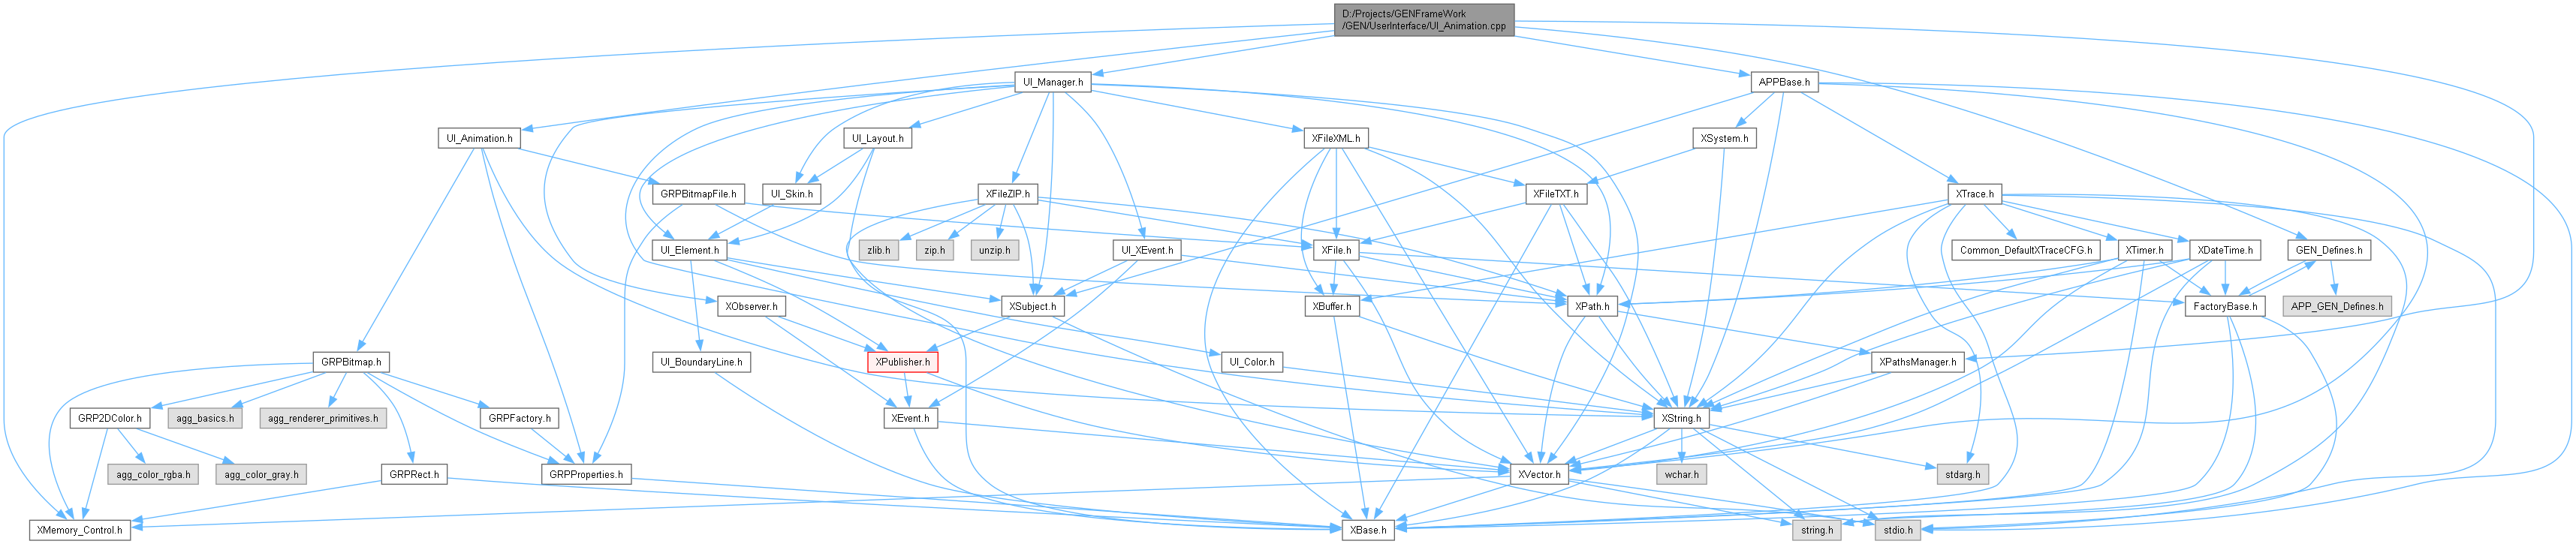 D:/Projects/GENFrameWork
/GEN/UserInterface/UI_Animation.cpp
UI_Manager.h
APPBase.h
UI_Animation.h
UI_Layout.h
XFileXML.h
XSystem.h
GRPBitmapFile.h
UI_Skin.h
XFileZIP.h
XFileTXT.h
XTrace.h
zlib.h
zip.h
unzip.h
UI_Element.h
UI_XEvent.h
XFile.h
Common_DefaultXTraceCFG.h
XTimer.h
XDateTime.h
GEN_Defines.h
XObserver.h
XSubject.h
XBuffer.h
XPath.h
FactoryBase.h
APP_GEN_Defines.h
GRPBitmap.h
UI_BoundaryLine.h
XPublisher.h
UI_Color.h
XPathsManager.h
GRP2DColor.h
agg_basics.h
agg_renderer_primitives.h
GRPFactory.h
XEvent.h
XString.h
agg_color_rgba.h
agg_color_gray.h
GRPRect.h
GRPProperties.h
XVector.h
wchar.h
stdarg.h
XMemory_Control.h
XBase.h
string.h
stdio.h